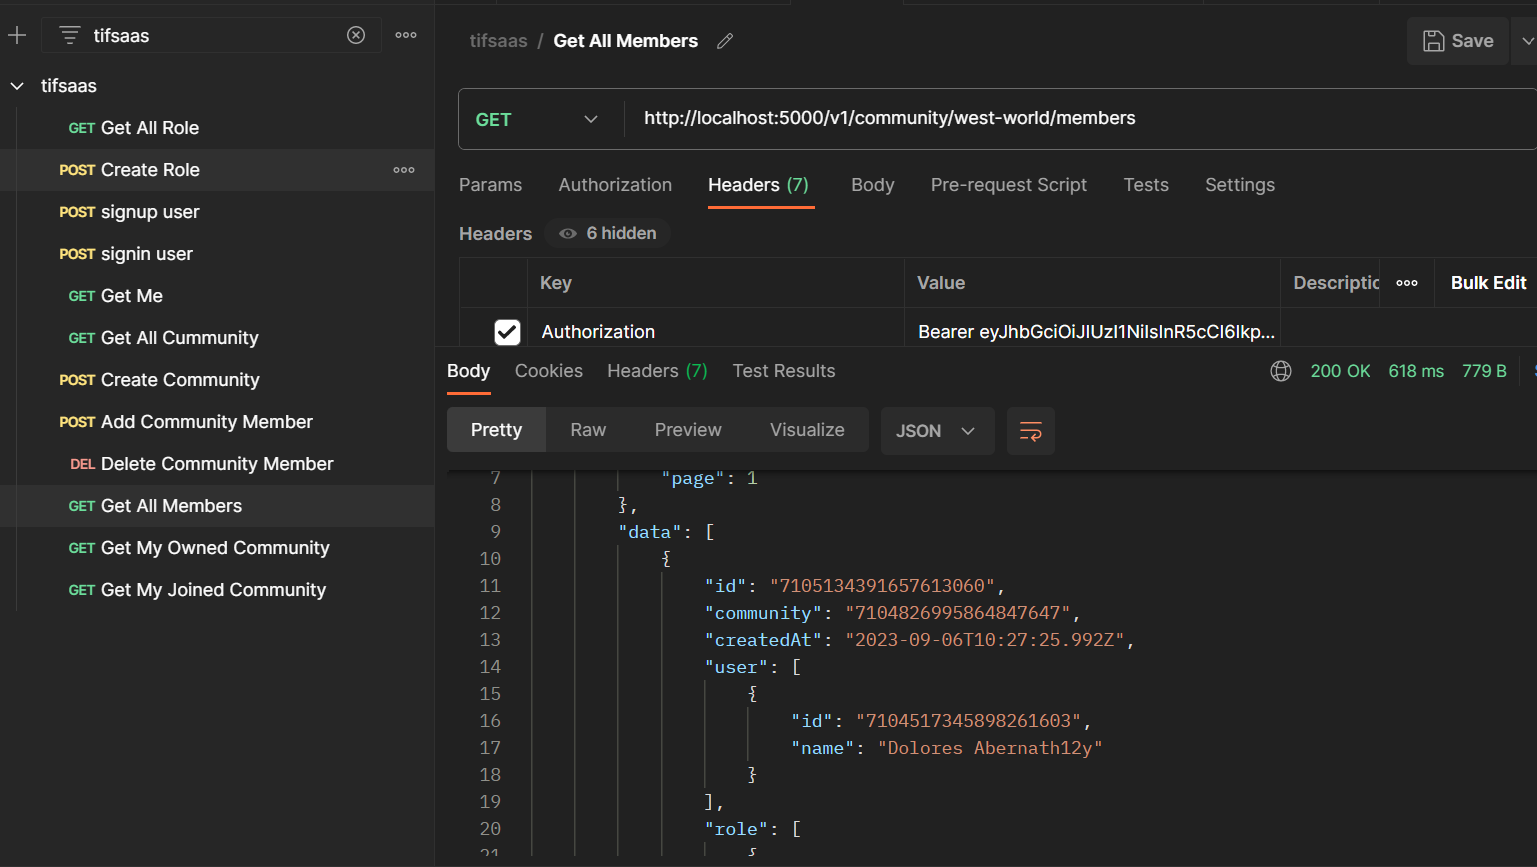 tifsaas
tifsaas
GET Get All Role
POST Create Role
POST signup user
POST signin user
GET Get Me
GET Get All Cummunity
POST Create Community
POST Add Community Member
DEL Delete Community Member
GET Get All Members
GET Get My Owned Community
GET Get My Joined Community
tifsaas / Get All Members
Save
GET http://localhost:5000/v1/community/west-world/members
Params Authorization Headers (7) Body Pre-request Script Tests Settings
Headers 6 hidden
Key Value Descriptic Bulk Edit
Authorization Bearer eyJhbGciOiJIUzI1NiIsInR5cCI6Ikp...
Body Cookies Headers (7) Test Results 200 OK 618 ms 779 B
Pretty Raw Preview Visualize JSON
7 "page": 1
8 },
9 "data": [
10 {
11 "id": "7105134391657613060",
12 "community": "7104826995864847647",
13 "createdAt": "2023-09-06T10:27:25.992Z",
14 "user": [
15 {
16 "id": "7104517345898261603",
17 "name": "Dolores Abernath12y"
18 }
19 ],
20 "role": [
21 {